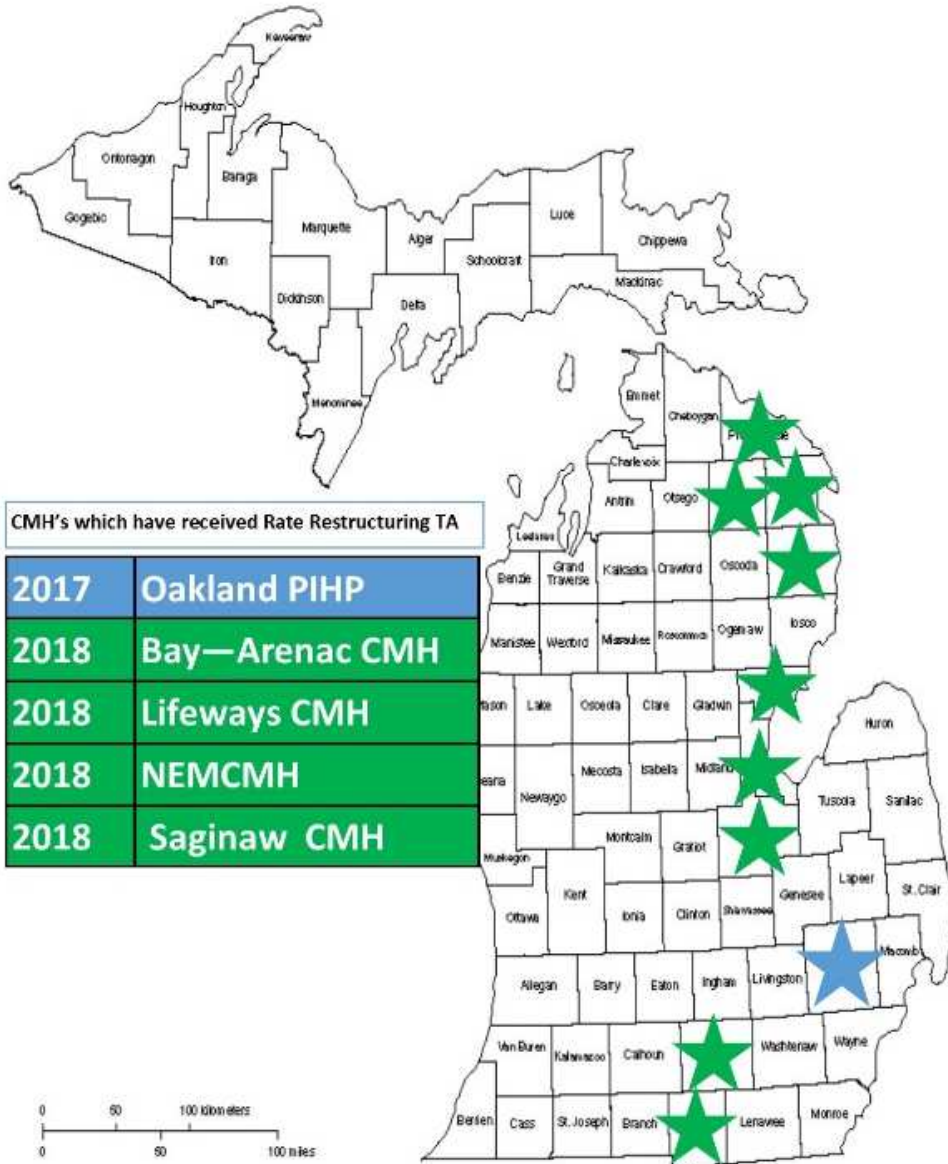 Keweenaw
Houghton
Ontonagon
Baraga
Gogebic
Marquette
Alger
Luce
Chippewa
Schoolcraft
Iron
Mackinac
Dickinson
Delta
Menominee
Emmet
Cheboygan
Charlevoix
Antrim
Otsego
CMH's which have received Rate Restructuring TA
Leelanau
2017 Oakland PIHP
Benzie
Grand
Traverse
Kalkaska
Crawford
Oscoda
2018 Bay—Arenac CMH
Manistee
Wexford
Missaukee
Roscommon
Ogemaw
Iosco
2018 Lifeways CMH
Lake
Osceola
Clare
Gladwin
Huron
2018 NEMCMH
Newaygo
Mecosta
Isabella
Midland
Tuscola
Sanilac
2018 Saginaw CMH
Montcalm
Gratiot
Muskegon
Kent
Ottawa
Ionia
Clinton
Shiawassee
Genesee
Lapeer
St. Clair
Allegan
Barry
Eaton
Ingham
Livingston
Macomb
Van Buren
Kalamazoo
Calhoun
Washtenaw
Wayne
Berrien
Cass
St. Joseph
Branch
Lenawee
Monroe
0 50 100 kilometers
0 50 100 miles